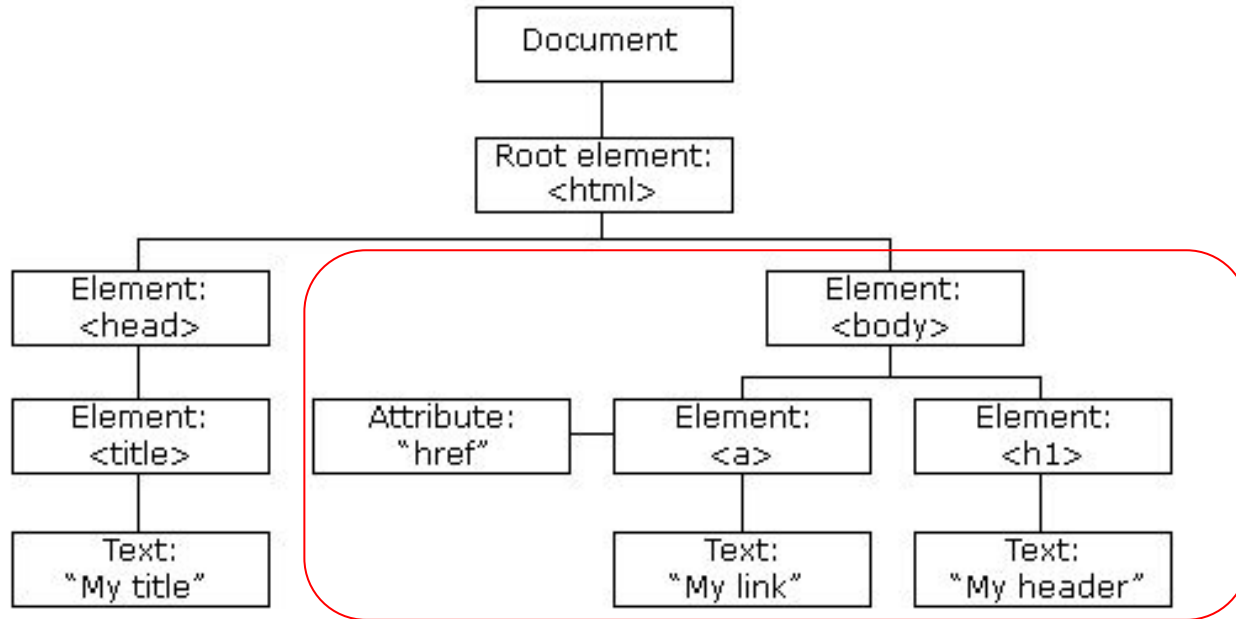 Document
Root element:
<html>
Element:
<head>
Element:
<body>
Element:
<title>
Attribute:
“href”
Element:
<a>
Element:
<h1>
Text:
“My title”
Text:
“My link”
Text:
“My header”